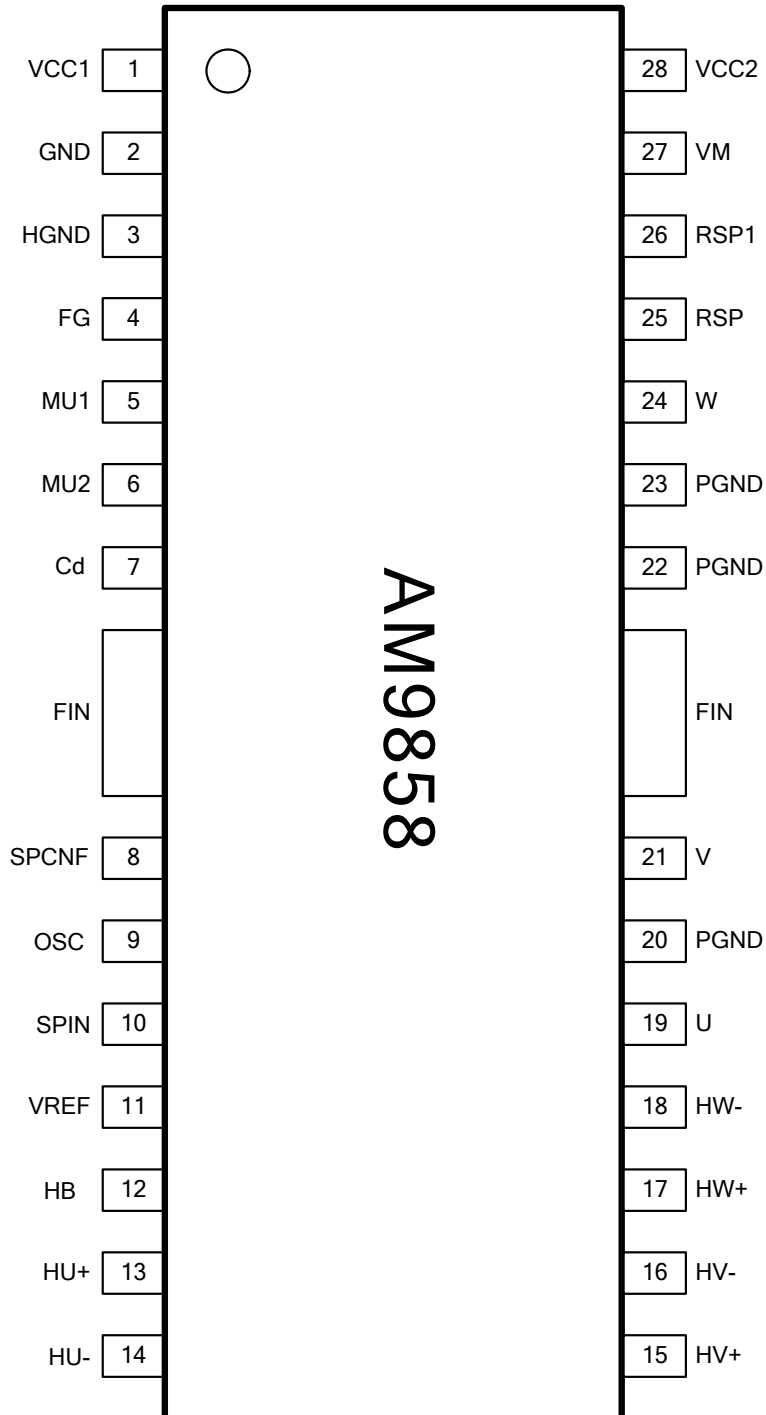 VCC1 1 28 VCC2
GND 2 27 VM
HGND 3 26 RSP1
FG 4 25 RSP
MU1 5 24 W
MU2 6 23 PGND
Cd 7 22 PGND
AM9858
FIN FIN
SPCNF 8 21 V
OSC 9 20 PGND
SPIN 10 19 U
VREF 11 18 HW-
HB 12 17 HW+
HU+ 13 16 HV-
HU- 14 15 HV+